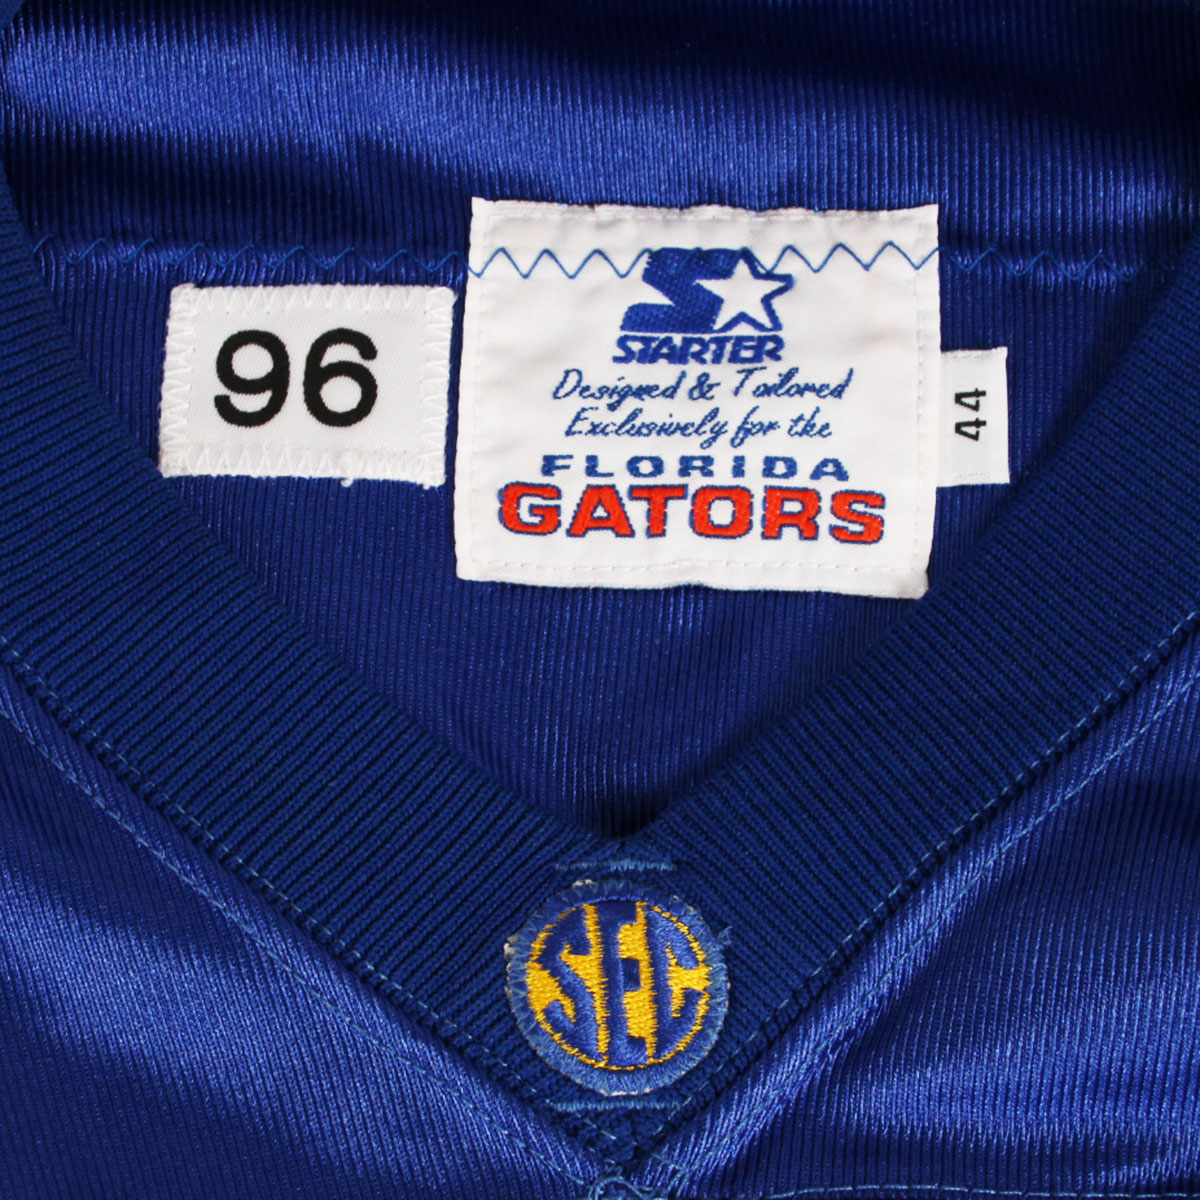 96
STARTER
Designed & Tailored
Exclusively for the
FLORIDA
GATORS
44
SEC